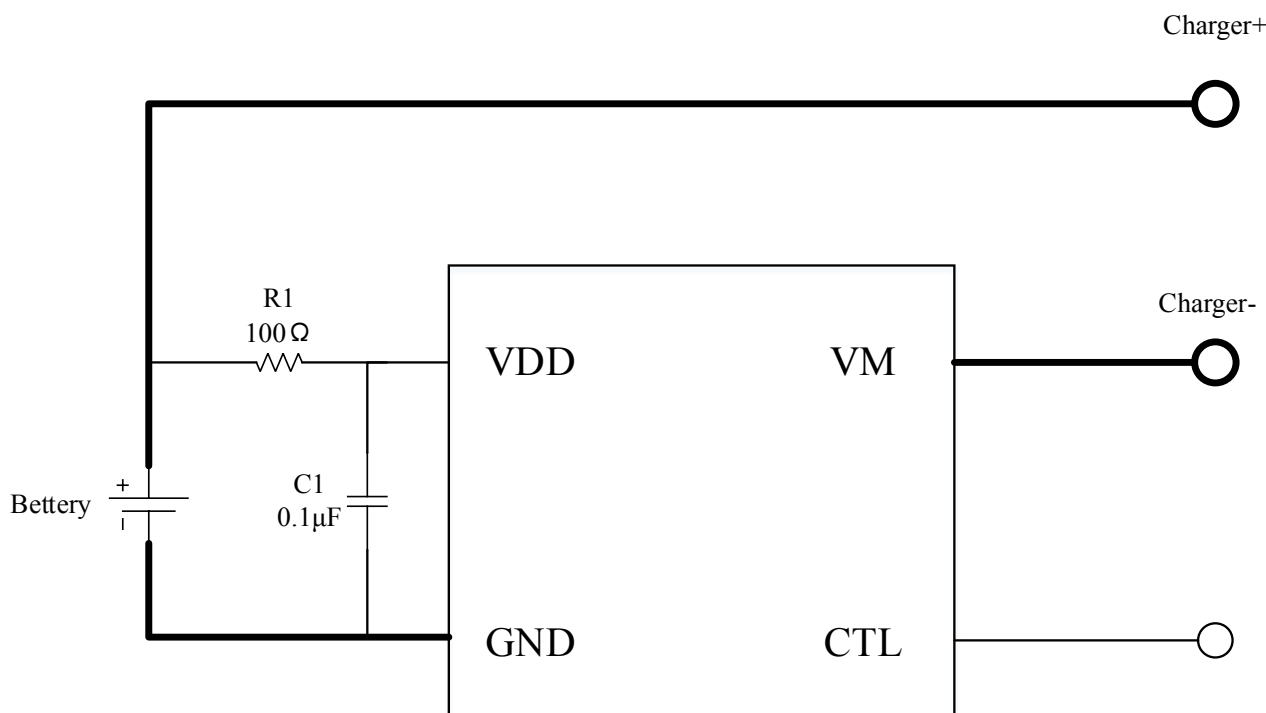 Charger+
R1
100Ω
Charger-
VDD
VM
+
Bettery
-
C1
0.1μF
GND
CTL